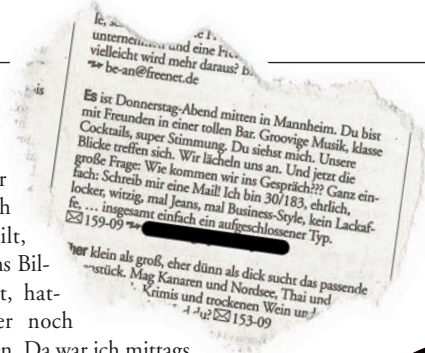 unternehmen und eine
vielleicht wird mehr daraus?
be-an@freenet.de
Es ist Donnerstag-Abend mitten in Mannheim. Du bist
mit Freunden in einer tollen Bar. Groovige Musik, klasse
Cocktails, super Stimmung. Du siehst mich. Unsere
Blicke treffen sich. Wir lächeln uns an. Und jetzt die
große Frage: Wie kommen wir ins Gespräch??? Ganz ein-
fach: Schreib mir eine Mail! Ich bin 30/183, ehrlich,
locker, witzig, mal Jeans, mal Business-Style, kein Lackaf-
fe, … insgesamt einfach ein aufgeschlossener Typ.
159-09
klein als groß, eher dünn als dick sucht das passende
Mag Kanaren und Nordsee, Thai und
Krimis und trockenen Wein
153-09
r
h
ilt,
ns Bil-
t, hat-
er noch
n. Da war ich mittags